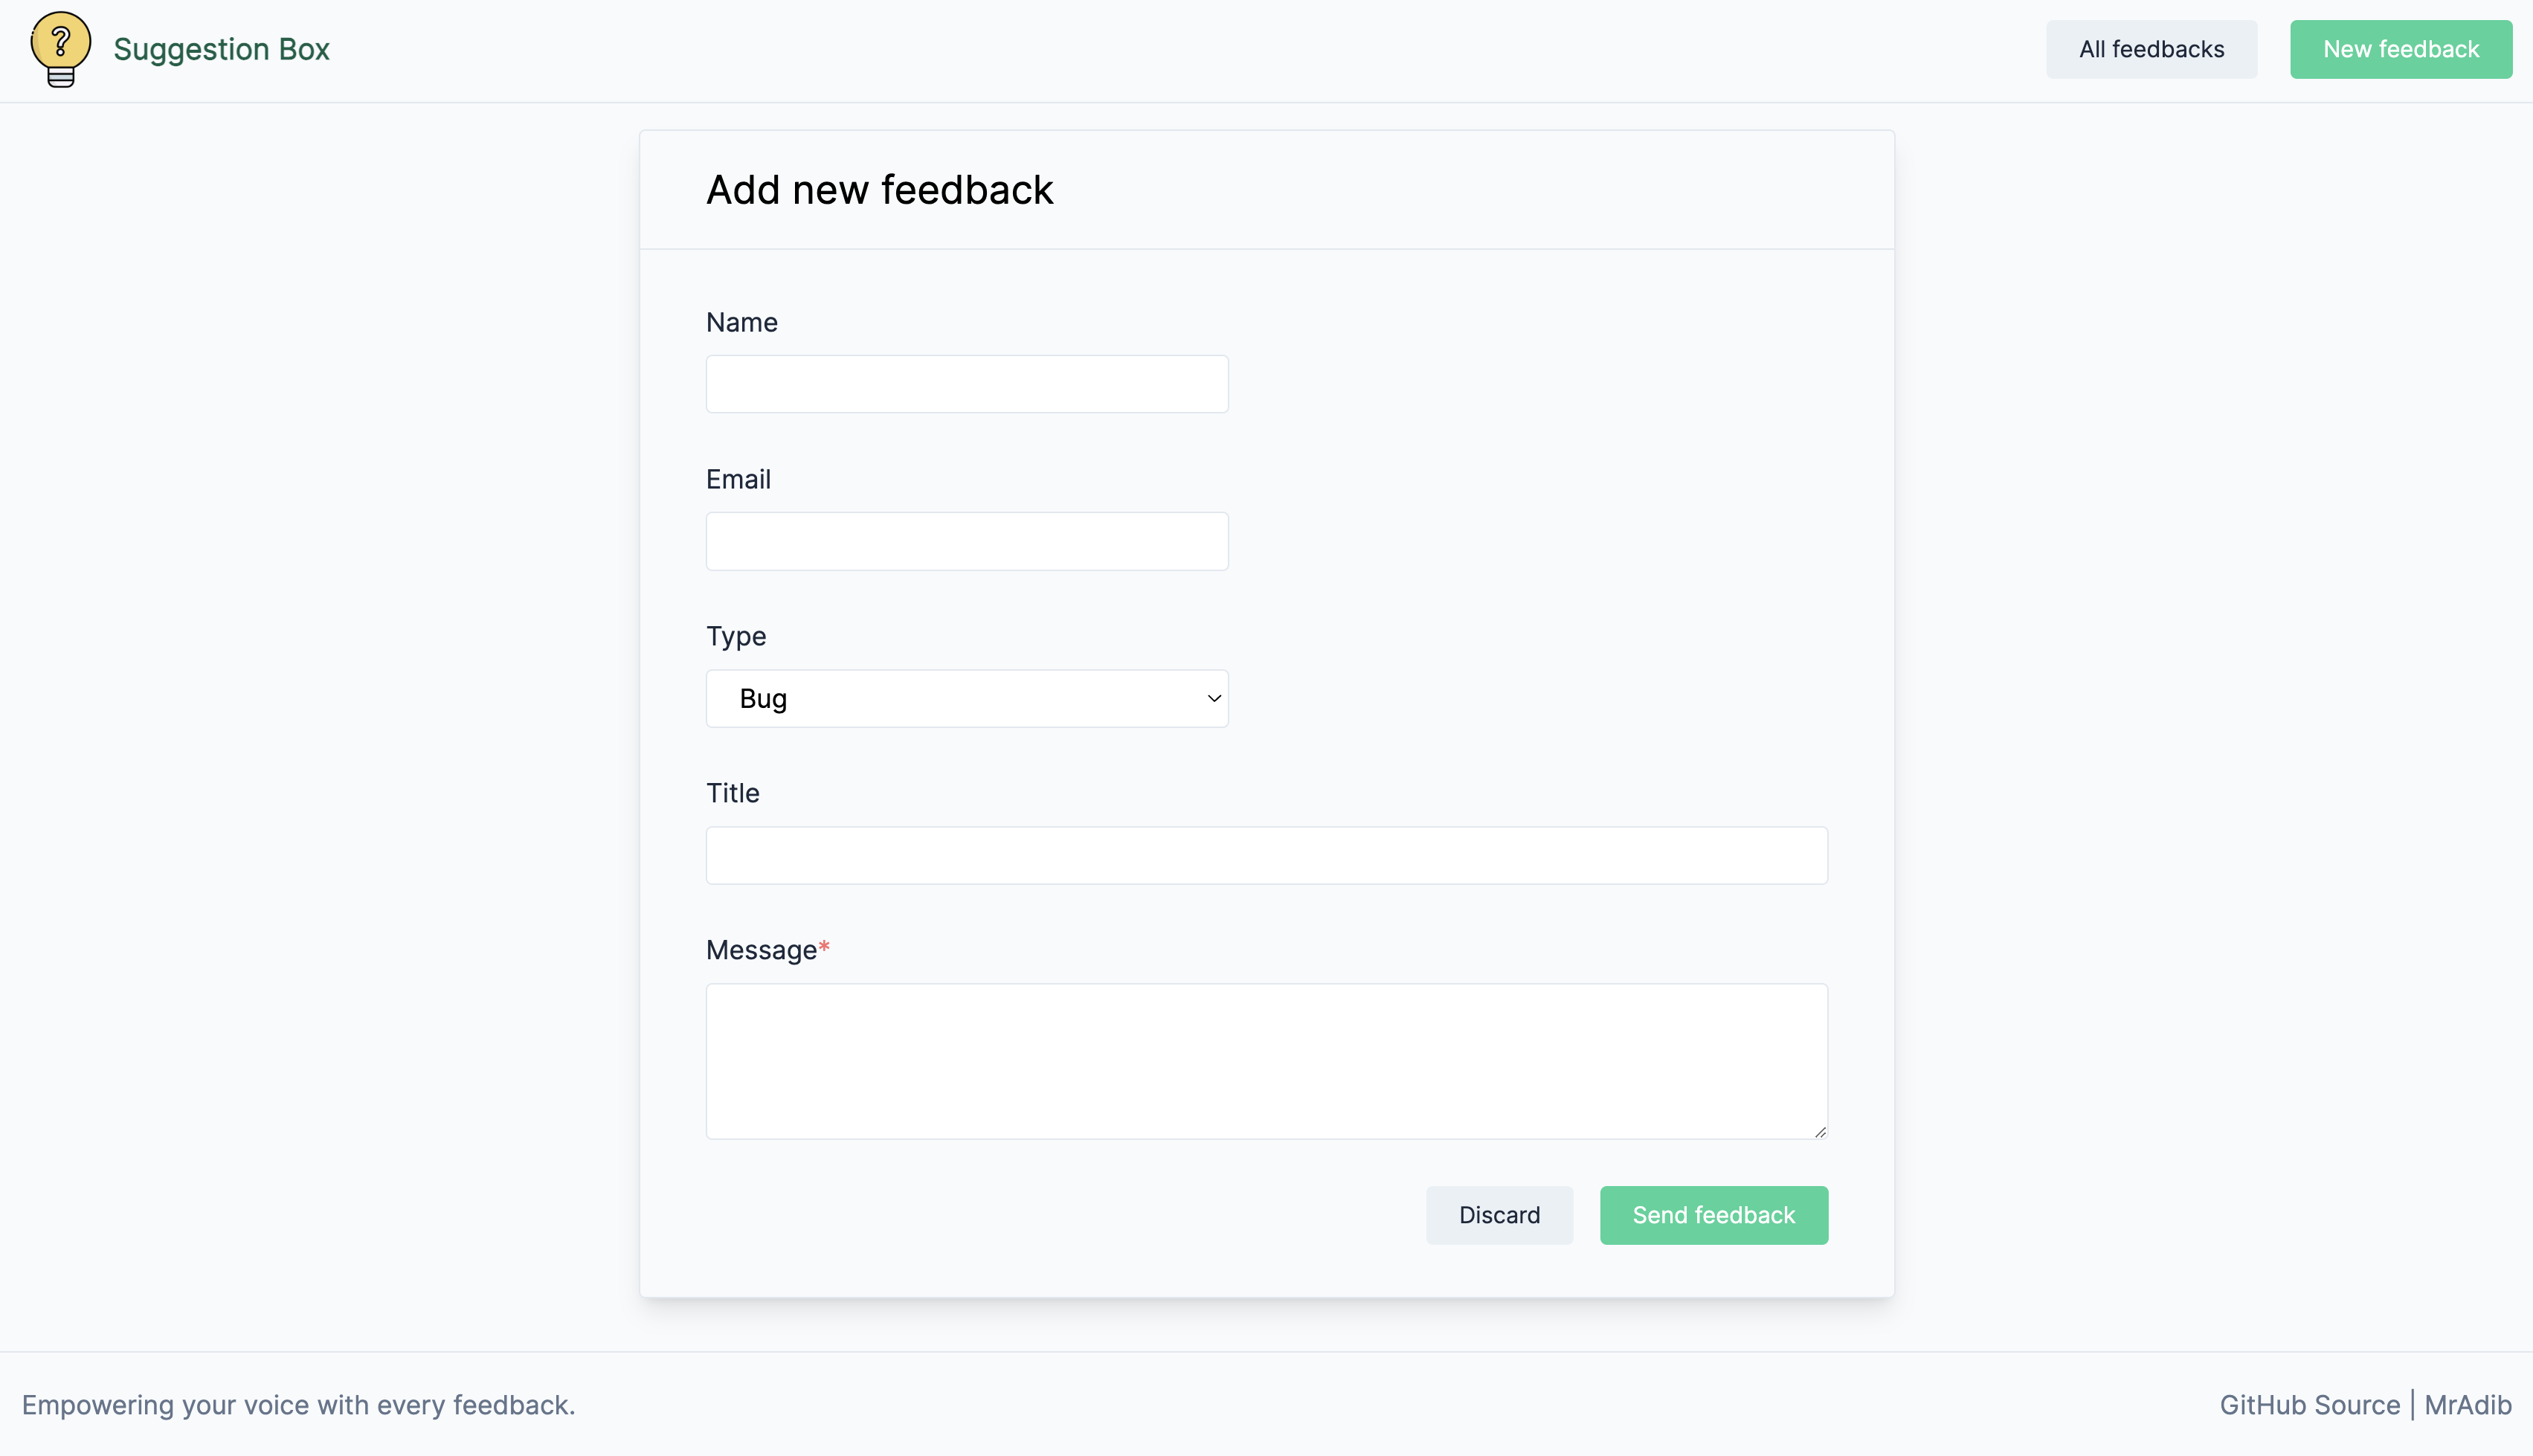 ?
Suggestion Box
All feedbacks
New feedback
Add new feedback
Name
Email
Type
Bug
Title
Message*
Discard
Send feedback
Empowering your voice with every feedback.
GitHub Source | MrAdib